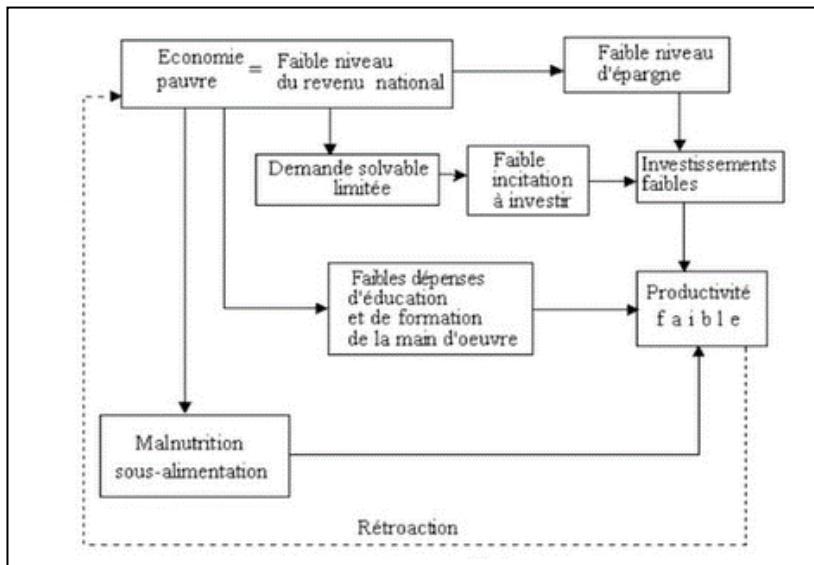 Economie
pauvre
=
Faible niveau
du revenu national
Faible niveau
d'épargne
Demande solvable
limitée
Faible
incitation
à investir
Investissements
faibles
Faibles dépenses
d'éducation
et de formation
de la main d'oeuvre
Productivité
faible
Malnutrition
sous-alimentation
Rétroaction